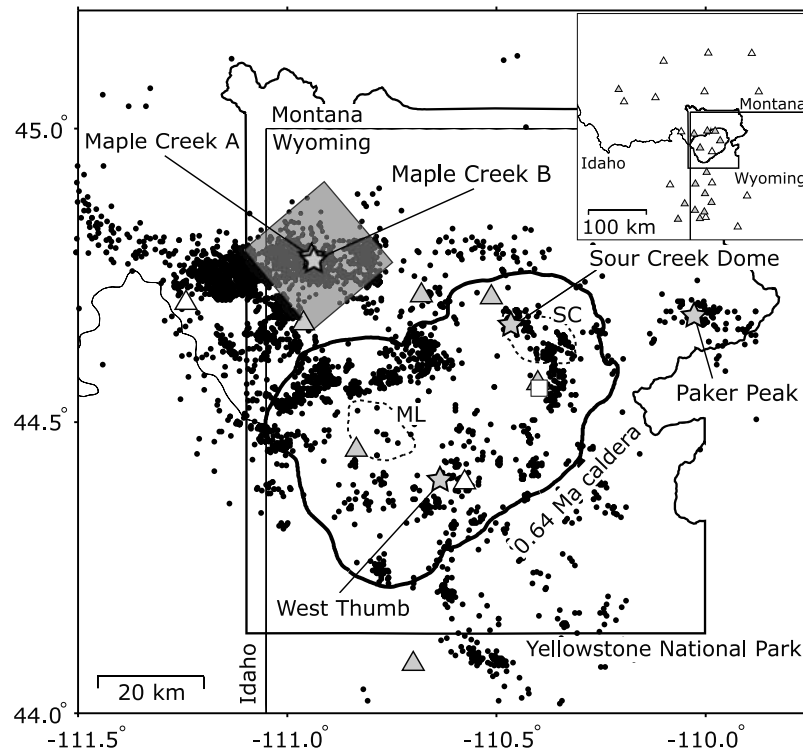 Montana
45.0°
Wyoming
Maple Creek A
Maple Creek B
Montana
Idaho
Wyoming
100 km
Sour Creek Dome
SC
Paker Peak
44.5°
ML
0.64 Ma caldera
West Thumb
Yellowstone National Park
Idaho
20 km
44.0°
-111.5°
-111.0°
-110.5°
-110.0°